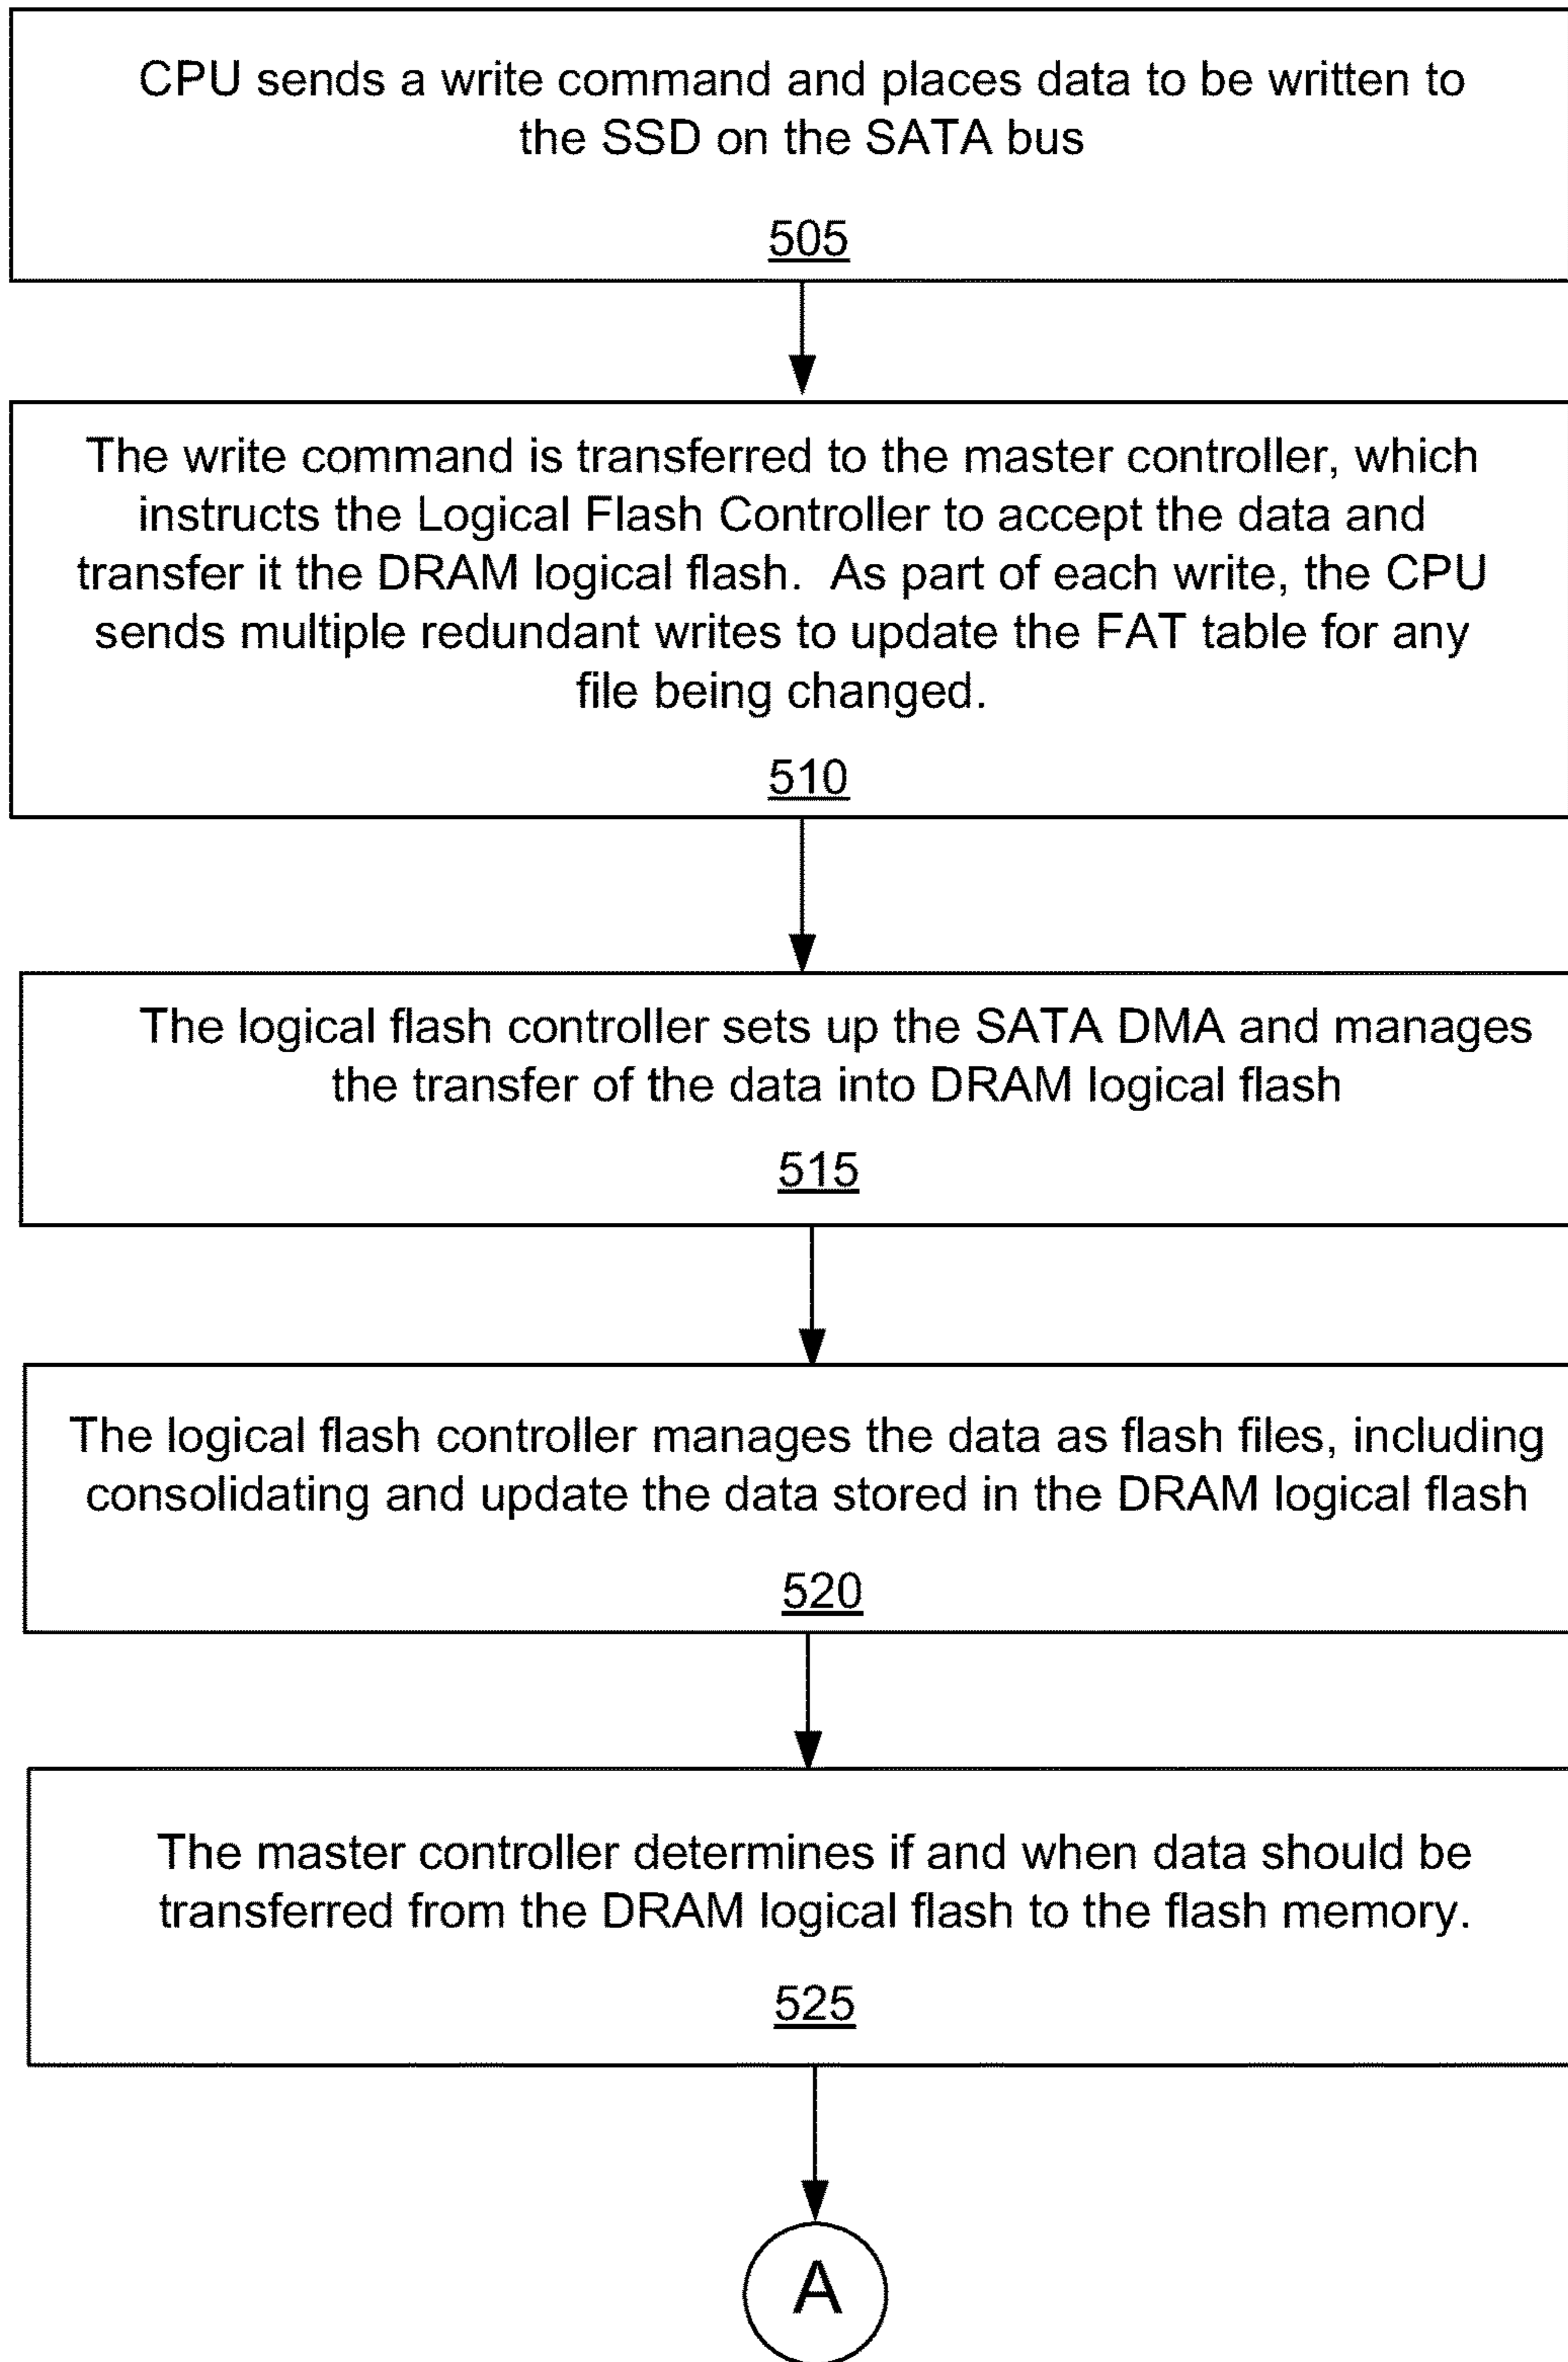 CPU sends a write command and places data to be written to
the SSD on the SATA bus
505
The write command is transferred to the master controller, which
instructs the Logical Flash Controller to accept the data and
transfer it the DRAM logical flash.  As part of each write, the CPU
sends multiple redundant writes to update the FAT table for any
file being changed.
510
The logical flash controller sets up the SATA DMA and manages
the transfer of the data into DRAM logical flash
515
The logical flash controller manages the data as flash files, including
consolidating and update the data stored in the DRAM logical flash
520
The master controller determines if and when data should be
transferred from the DRAM logical flash to the flash memory.
525
A